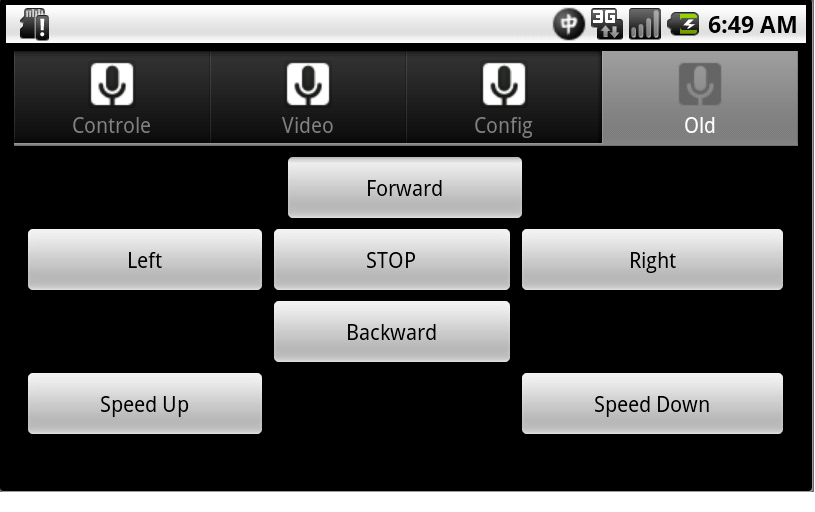 中 3G 6:49 AM
Controle Video Config Old
Forward
Left STOP Right
Backward
Speed Up Speed Down